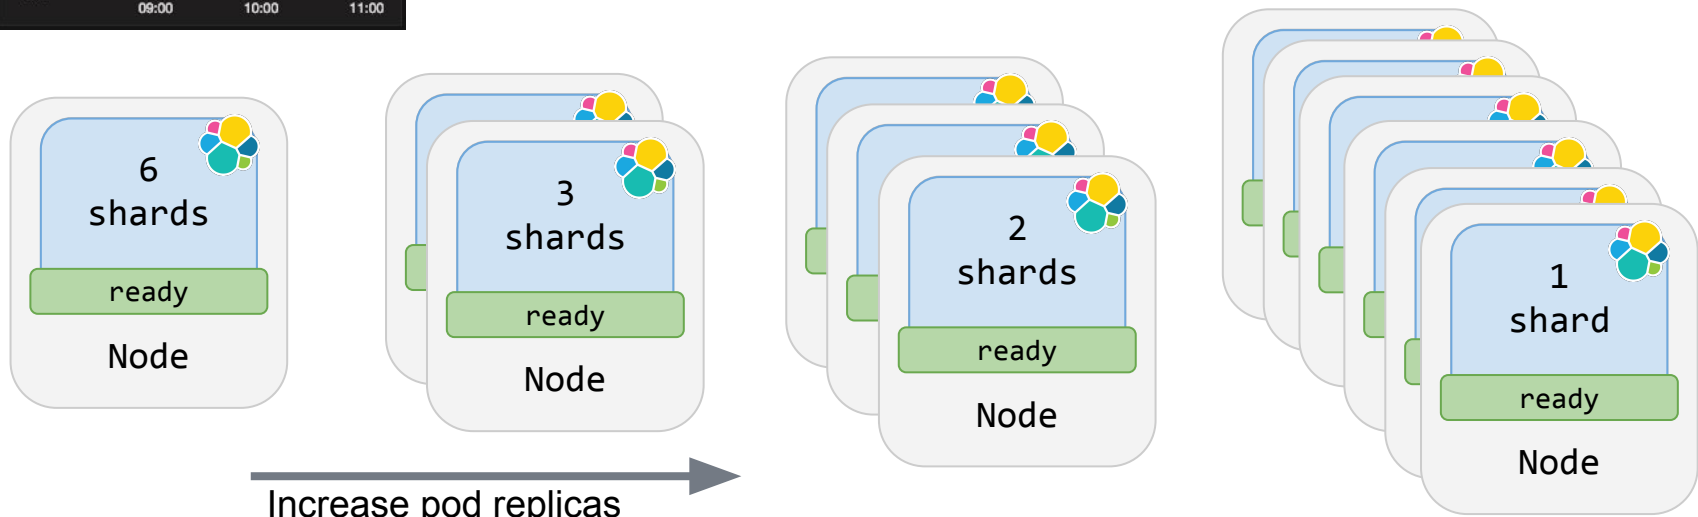 09:00 10:00 11:00
6
shards
ready
Node
3
shards
ready
Node
2
shards
ready
Node
1
shard
ready
Node
Increase pod replicas